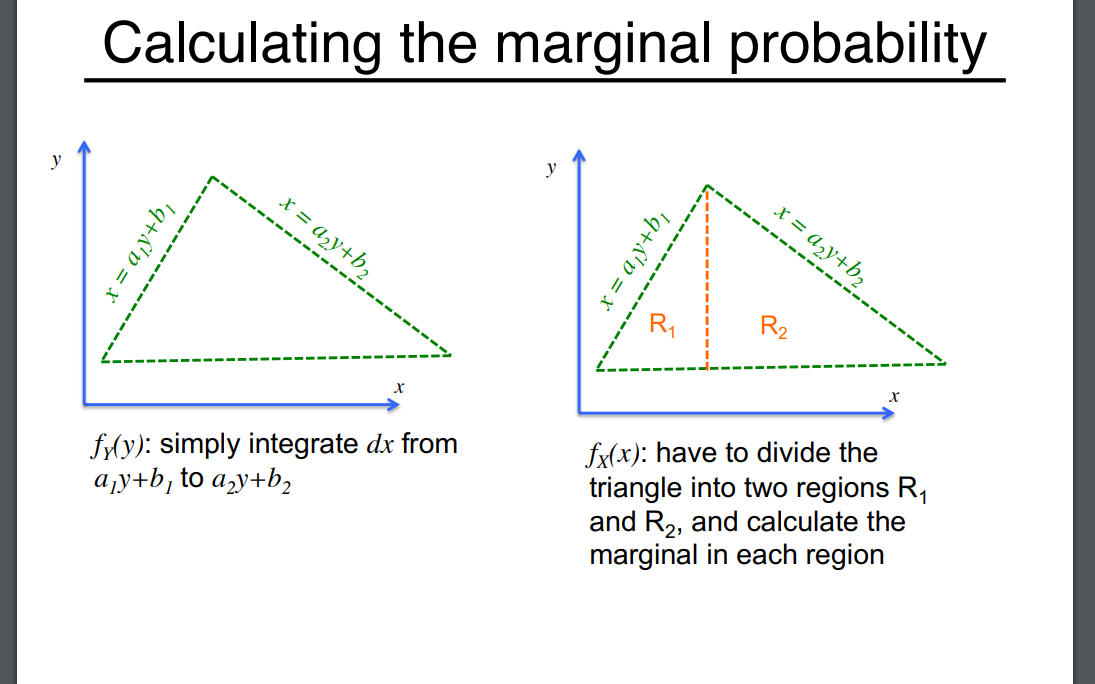 Calculating the marginal probability
y
x = a₁y+b₁
x = a₂y+b₂
x
f_Y(y): simply integrate dx from
a₁y+b₁ to a₂y+b₂
y
x = a₁y+b₁
x = a₂y+b₂
R₁
R₂
x
f_X(x): have to divide the
triangle into two regions R₁
and R₂, and calculate the
marginal in each region